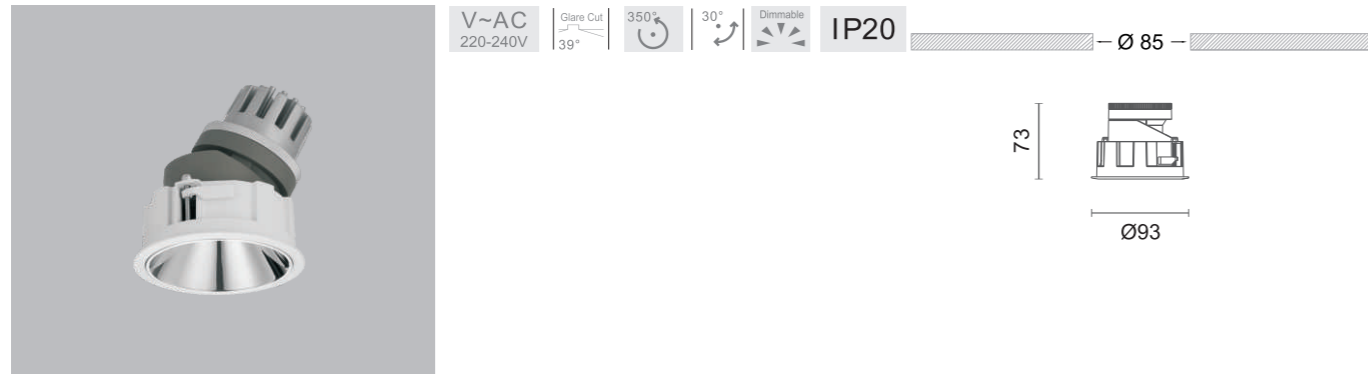 V~AC
220-240V
Glare Cut
39°
350°
30°
Dimmable
IP20
Ø 85
73
Ø93